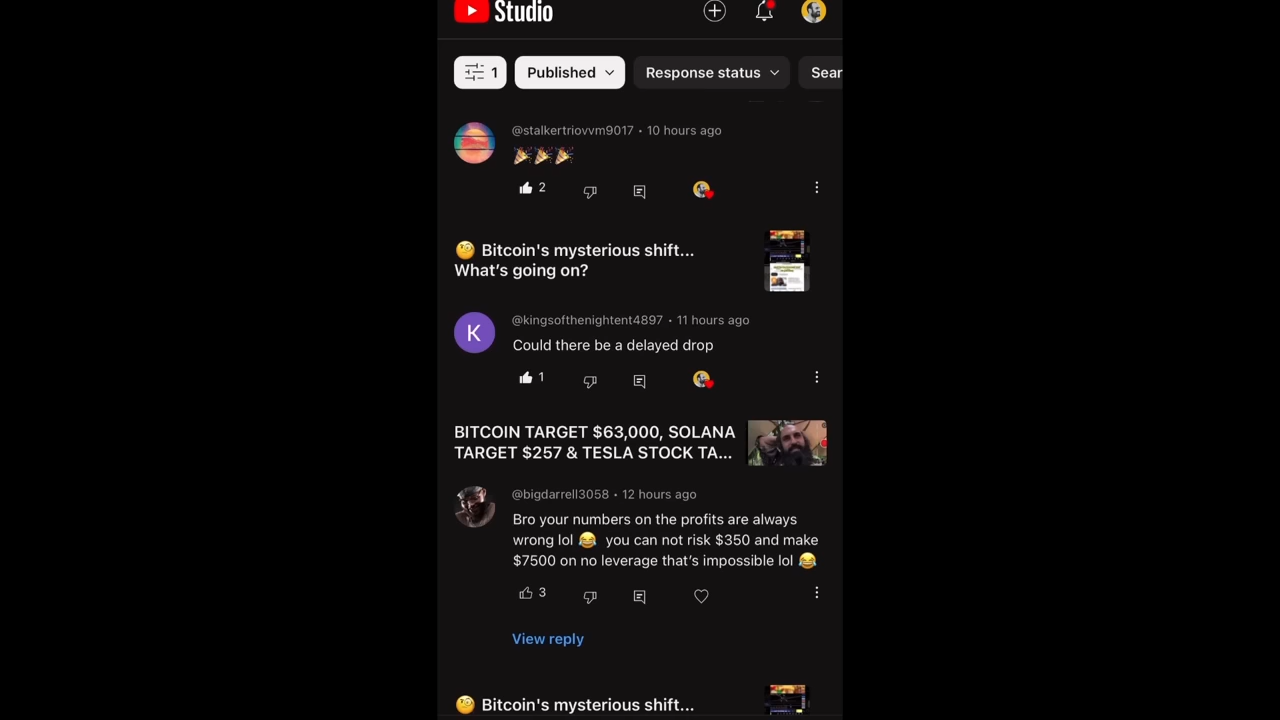 Studio
1
Published
Response status
Sear
@stalkertriovvm9017 • 10 hours ago
🎉🎉🎉
2
🧐 Bitcoin's mysterious shift...
What's going on?
K
@kingsofthenightent4897 • 11 hours ago
Could there be a delayed drop
1
BITCOIN TARGET $63,000, SOLANA
TARGET $257 & TESLA STOCK TA...
@bigdarrell3058 • 12 hours ago
Bro your numbers on the profits are always
wrong lol 😂 you can not risk $350 and make
$7500 on no leverage that's impossible lol 😂
3
View reply
🧐 Bitcoin's mysterious shift...